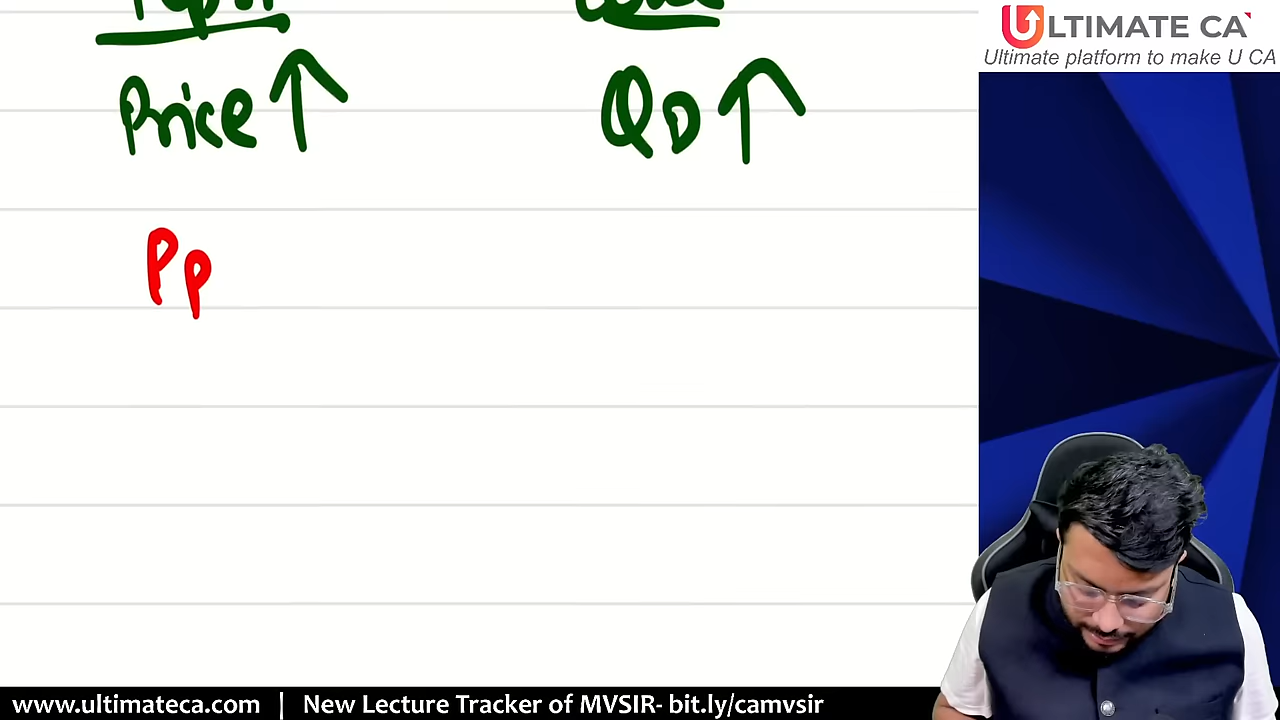 ULTIMATE CA
Ultimate platform to make U CA
Price ↑ QD ↑
Pp
www.ultimateca.com | New Lecture Tracker of MVSIR- bit.ly/camvsir